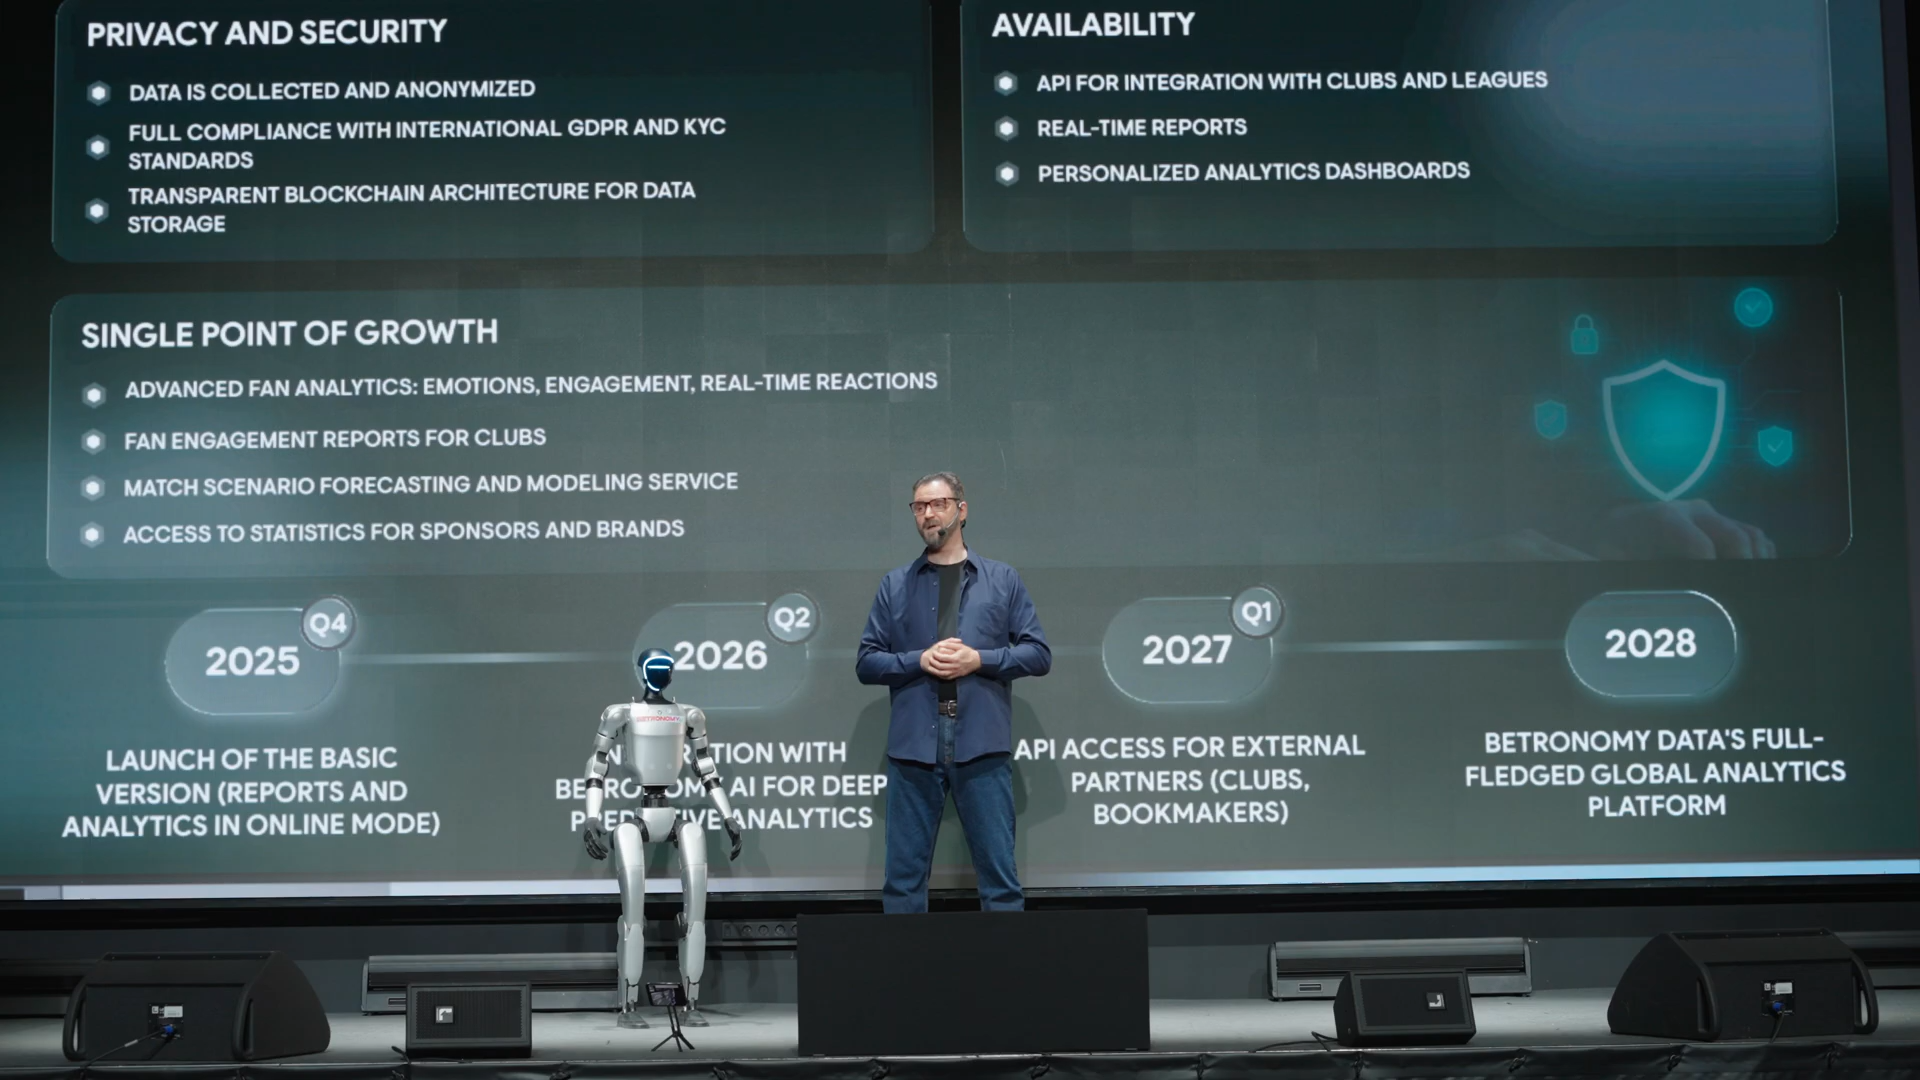 PRIVACY AND SECURITY
DATA IS COLLECTED AND ANONYMIZED
FULL COMPLIANCE WITH INTERNATIONAL GDPR AND KYC
STANDARDS
TRANSPARENT BLOCKCHAIN ARCHITECTURE FOR DATA
STORAGE
AVAILABILITY
API FOR INTEGRATION WITH CLUBS AND LEAGUES
REAL-TIME REPORTS
PERSONALIZED ANALYTICS DASHBOARDS
SINGLE POINT OF GROWTH
ADVANCED FAN ANALYTICS: EMOTIONS, ENGAGEMENT, REAL-TIME REACTIONS
FAN ENGAGEMENT REPORTS FOR CLUBS
MATCH SCENARIO FORECASTING AND MODELING SERVICE
ACCESS TO STATISTICS FOR SPONSORS AND BRANDS
Q4
2025
LAUNCH OF THE BASIC
VERSION (REPORTS AND
ANALYTICS IN ONLINE MODE)
Q2
2026
WITH
AI FOR DEEP
ANALYTICS
Q1
2027
API ACCESS FOR EXTERNAL
PARTNERS (CLUBS,
BOOKMAKERS)
2028
BETRONOMY DATA'S FULL-
FLEDGED GLOBAL ANALYTICS
PLATFORM